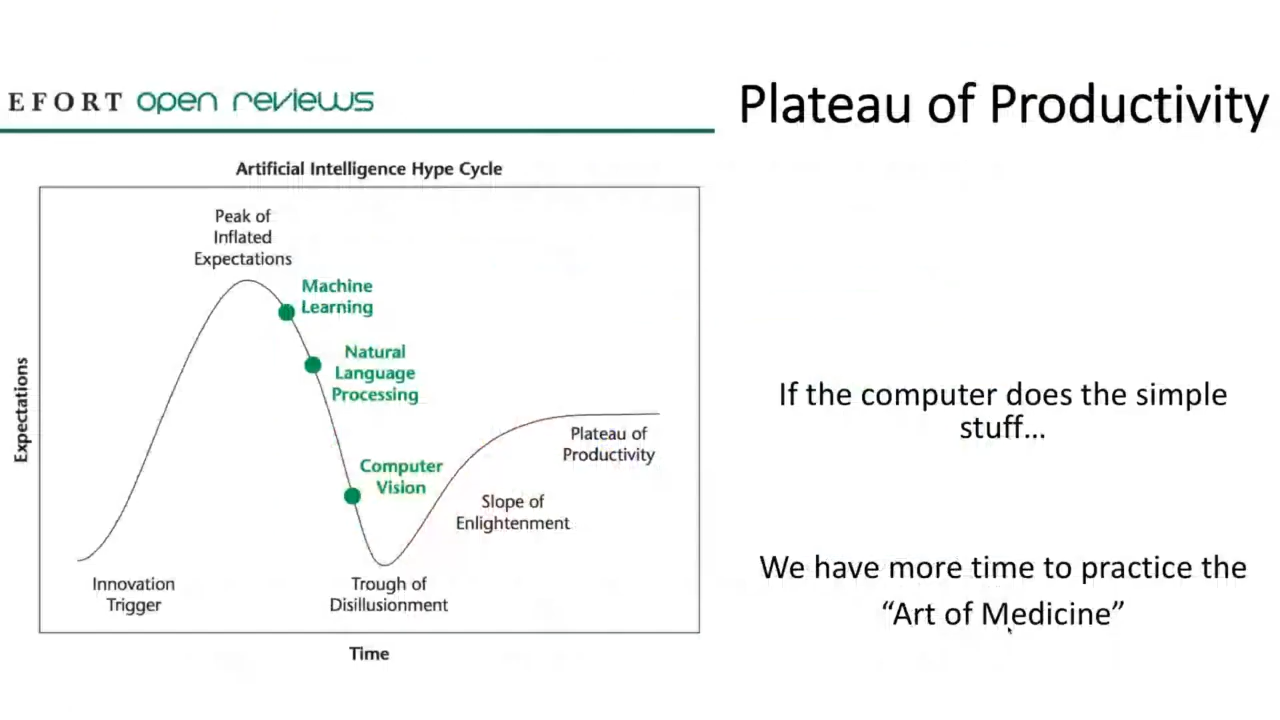 EFORT open reviews
Plateau of Productivity
Artificial Intelligence Hype Cycle
Peak of
Inflated
Expectations
Machine
Learning
Natural
Language
Processing
Computer
Vision
Plateau of
Productivity
Slope of
Enlightenment
Innovation
Trigger
Trough of
Disillusionment
Expectations
Time
If the computer does the simple
stuff...
We have more time to practice the
“Art of Medicine”